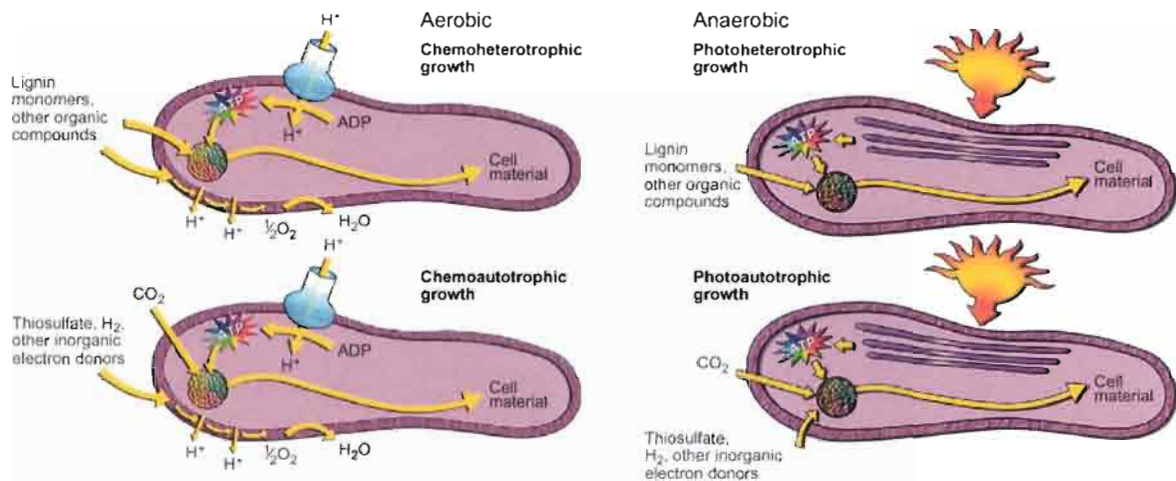 H⁺
Aerobic
Chemoheterotrophic
growth
Lignin
monomers,
other organic
compounds
ATP
ADP
H⁺
Cell
material
H⁺
H⁺
½O₂
H₂O
Anaerobic
Photoheterotrophic
growth
ATP
Lignin
monomers,
other organic
compounds
Cell
material
H⁺
Chemoautotrophic
growth
CO₂
Thiosulfate, H₂,
other inorganic
electron donors
ATP
ADP
H⁺
Cell
material
H⁺
H⁺
½O₂
H₂O
Photoautotrophic
growth
ATP
CO₂
Cell
material
Thiosulfate,
H₂, other inorganic
electron donors